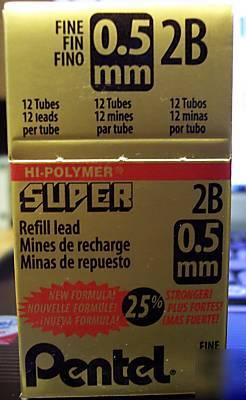 FINE
FIN
FINO
0.5
mm
2B
12 Tubes
12 leads
per tube
12 Tubes
12 mines
par tube
12 Tubos
12 minas
por tubo
HI-POLYMER®
SUPER
2B
Refill lead
Mines de recharge
Minas de repuesto
0.5
mm
NEW FORMULA!
NOUVELLE FORMULE!
¡NUEVA FORMULA!
25%
STRONGER!
PLUS FORTES!
¡MAS FUERTE!
Pentel®
FINE